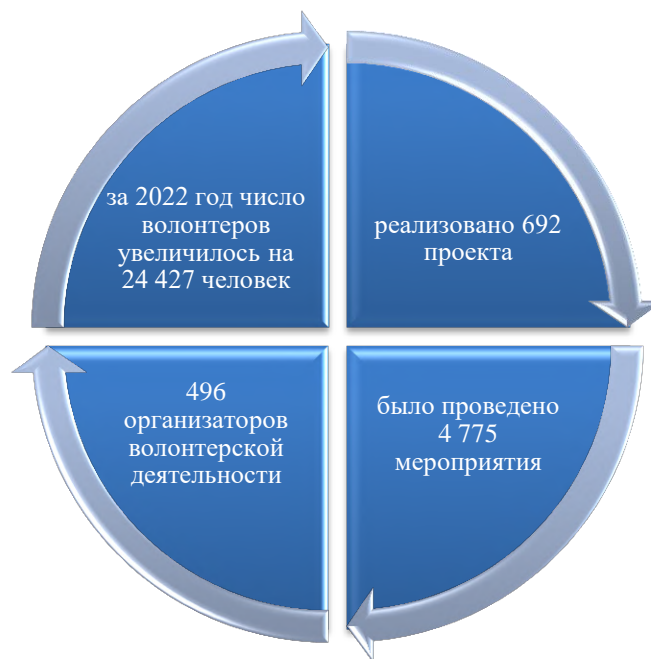 за 2022 год число
волонтеров
увеличилось на
24 427 человек
реализовано 692
проекта
было проведено
4 775
мероприятия
496
организаторов
волонтерской
деятельности